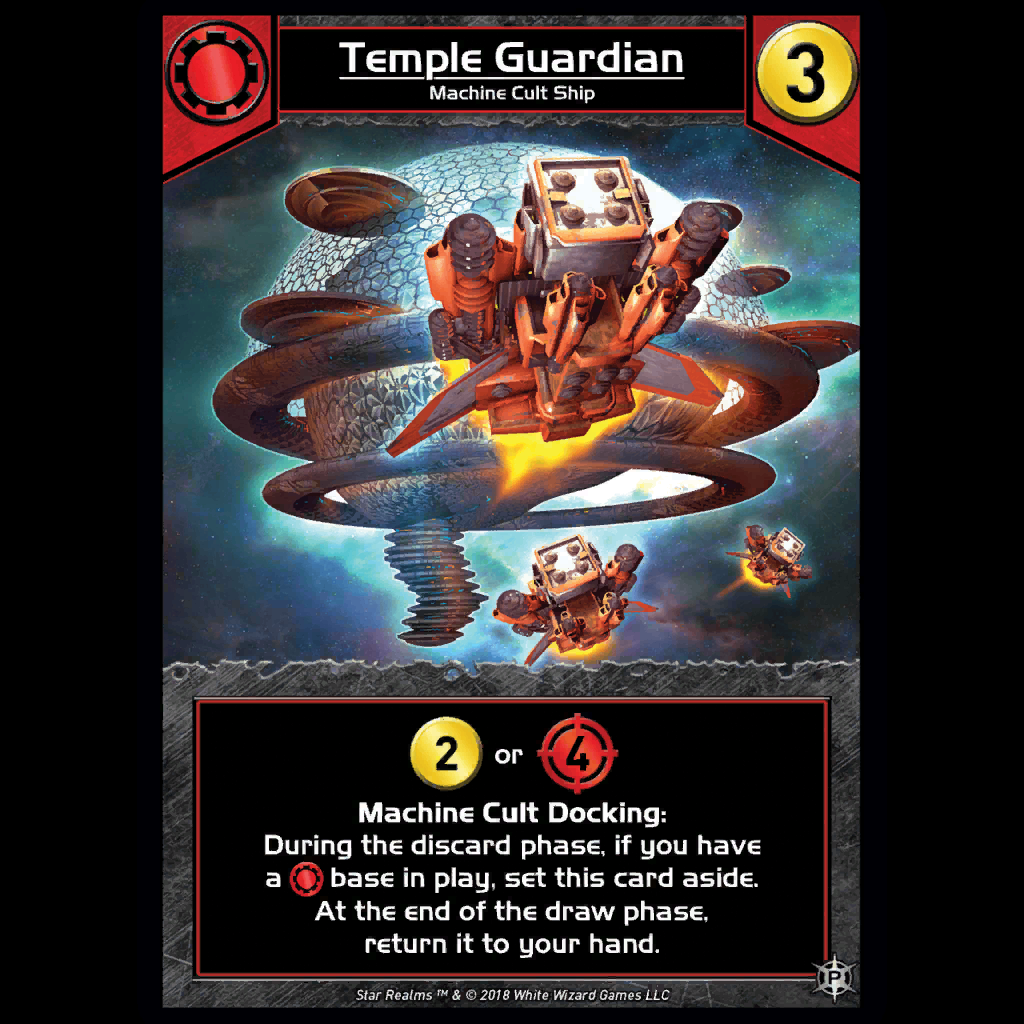 Temple Guardian
Machine Cult Ship
3
2 or 4
Machine Cult Docking:
During the discard phase, if you have
a base in play, set this card aside.
At the end of the draw phase,
return it to your hand.
P
Star Realms ™ & © 2018 White Wizard Games LLC